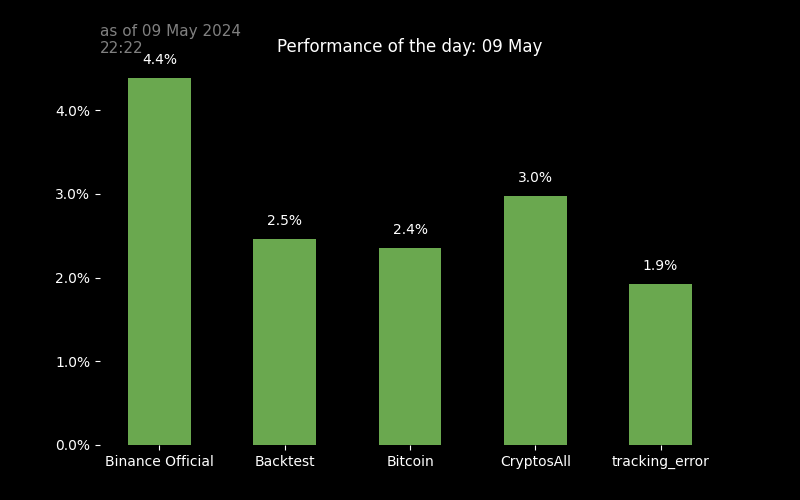 as of 09 May 2024
22:22
Performance of the day: 09 May
4.4%
2.5%
2.4%
3.0%
1.9%
4.0%
3.0%
2.0%
1.0%
0.0%
Binance Official
Backtest
Bitcoin
CryptosAll
tracking_error